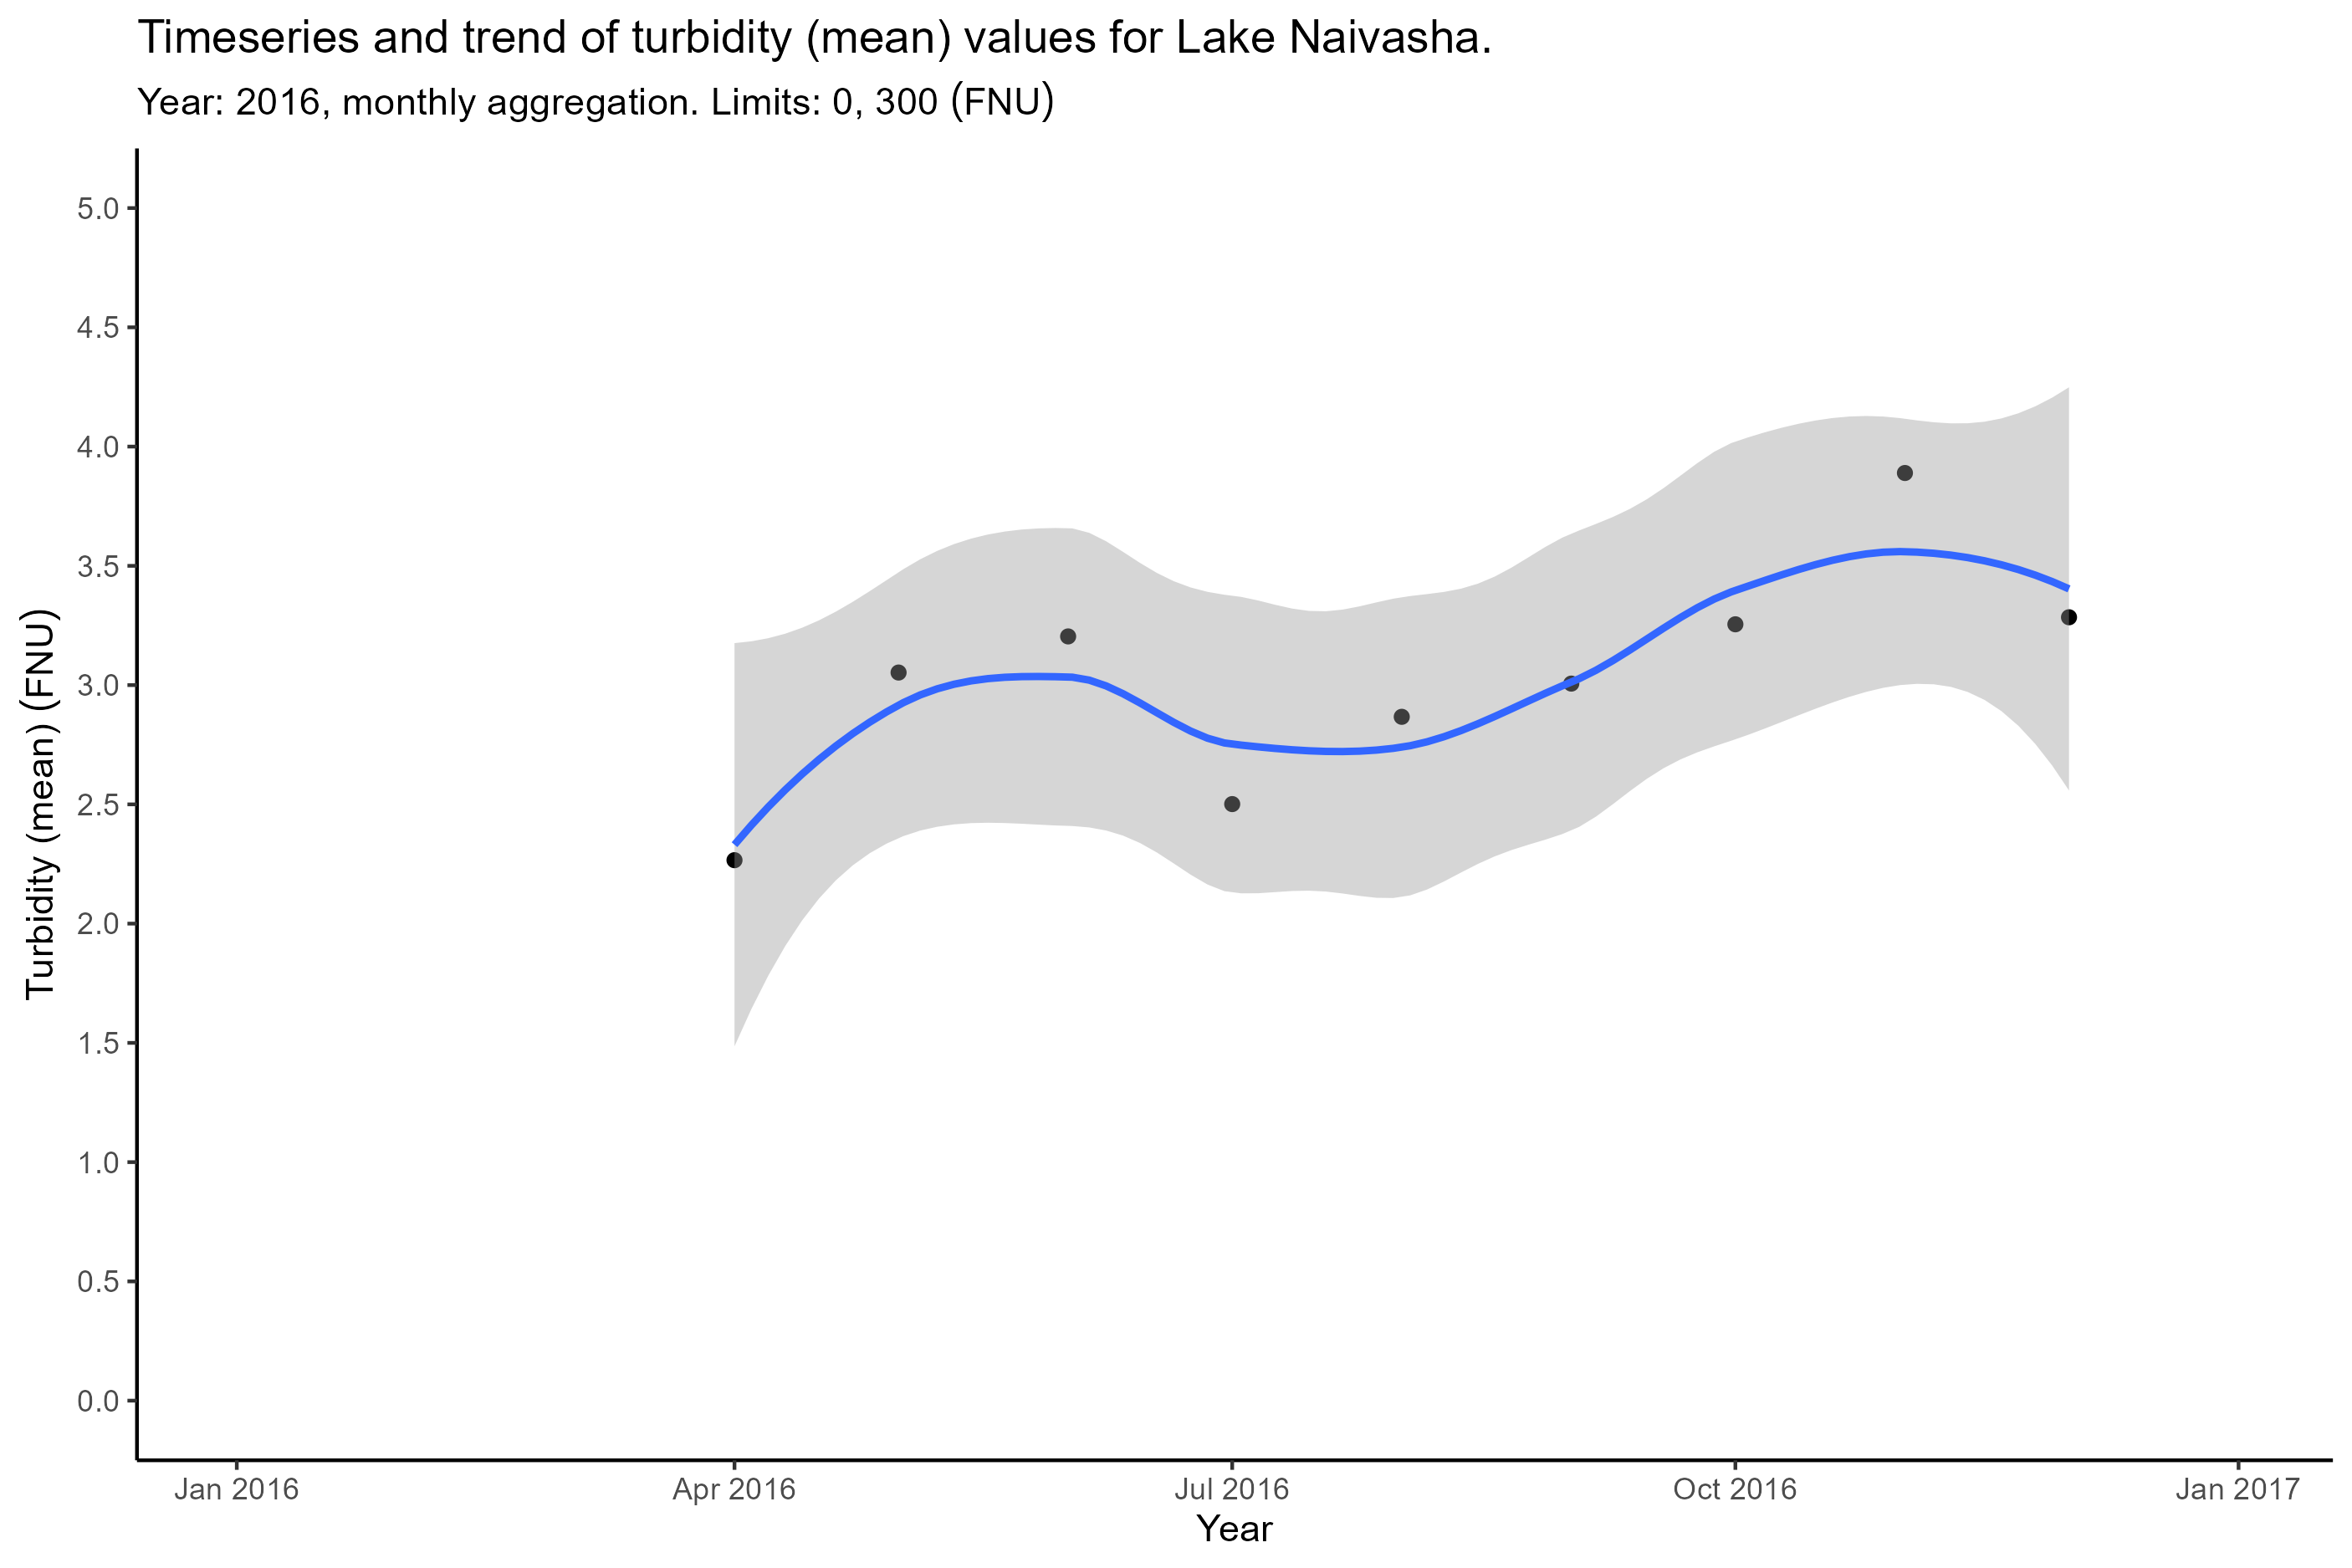 Timeseries and trend of turbidity (mean) values for Lake Naivasha.
Year: 2016, monthly aggregation. Limits: 0, 300 (FNU)
Turbidity (mean) (FNU)
5.0
4.5
4.0
3.5
3.0
2.5
2.0
1.5
1.0
0.5
0.0
Jan 2016 Apr 2016 Jul 2016 Oct 2016 Jan 2017
Year